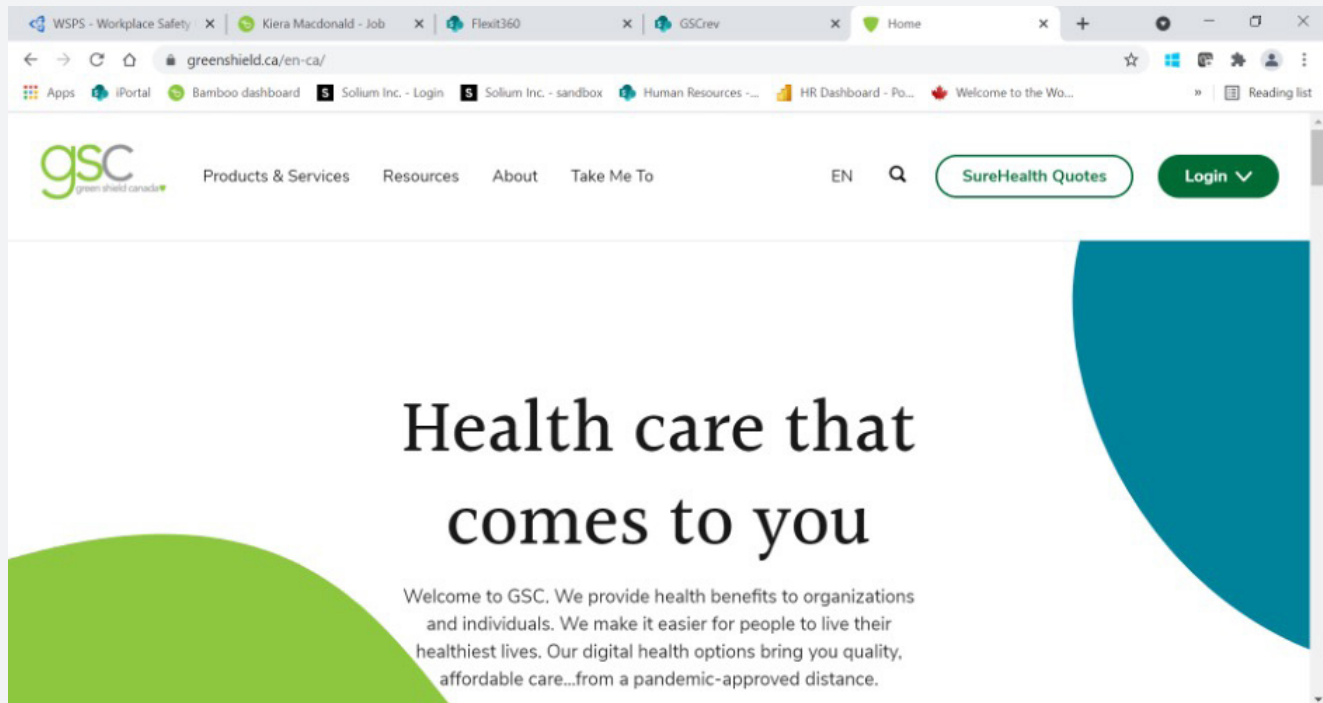 WSPS - Workplace Safety
Kiera Macdonald - Job
Flexit360
GSCrev
Home
greenshield.ca/en-ca/
Apps
iPortal
Bamboo dashboard
Solium Inc. - Login
Solium Inc. - sandbox
Human Resources -...
HR Dashboard - Po...
Welcome to the Wo...
»
Reading list
gsc
green shield canada
Products & Services
Resources
About
Take Me To
EN
SureHealth Quotes
Login
Health care that
comes to you
Welcome to GSC. We provide health benefits to organizations
and individuals. We make it easier for people to live their
healthiest lives. Our digital health options bring you quality,
affordable care...from a pandemic-approved distance.